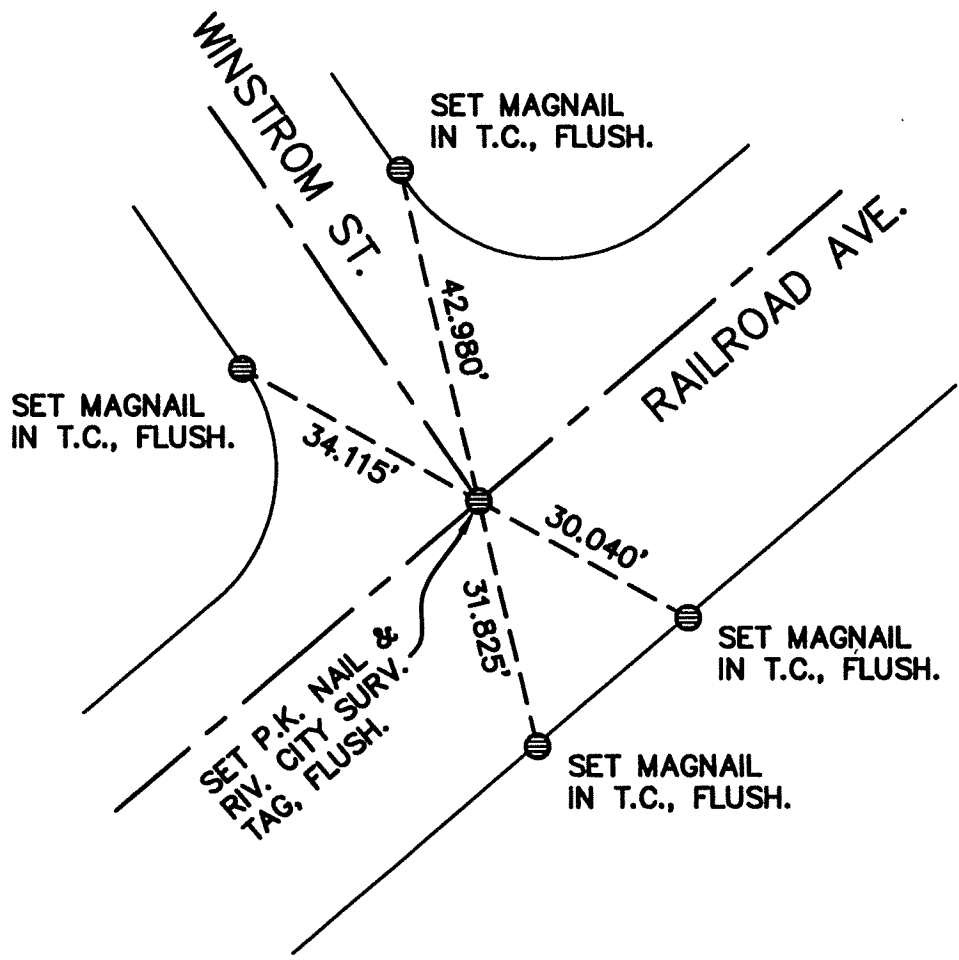 WINSTROM ST.
SET MAGNAIL
IN T.C., FLUSH.
RAILROAD AVE.
42.980'
SET MAGNAIL
IN T.C., FLUSH.
34.115'
30.040'
31.825'
SET MAGNAIL
IN T.C., FLUSH.
SET P.K. NAIL &
RIV. CITY SURV.
TAG, FLUSH.
SET MAGNAIL
IN T.C., FLUSH.